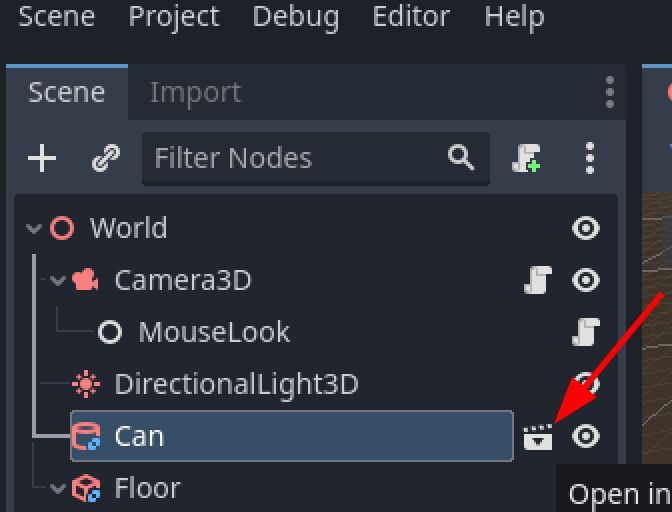 Scene Project Debug Editor Help
Scene Import
Filter Nodes
World
Camera3D
MouseLook
DirectionalLight3D
Can
Floor
Open in